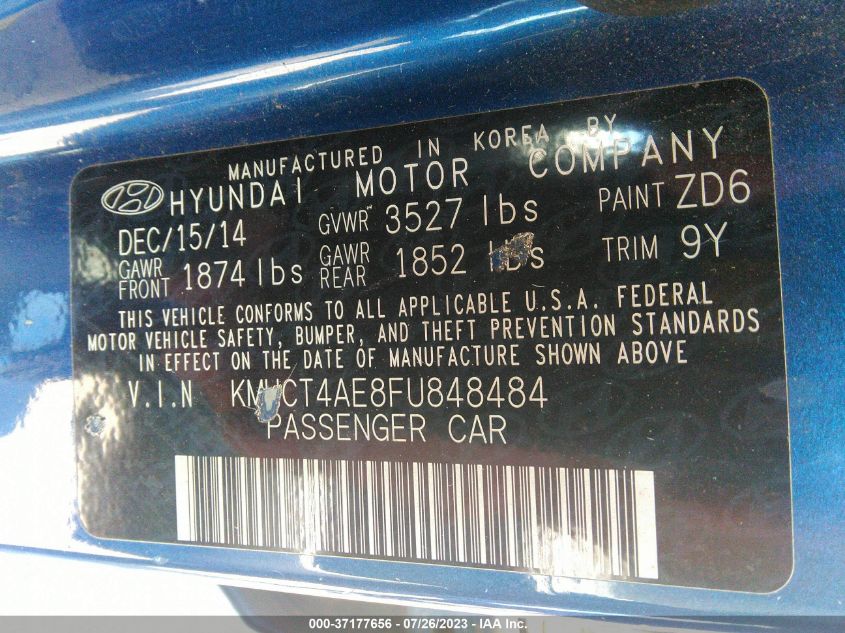 MANUFACTURED IN KOREA BY
HYUNDAI MOTOR COMPANY
DEC/15/14 GVWR 3527 lbs PAINT ZD6
GAWR FRONT 1874 lbs GAWR REAR 1852 lbs TRIM 9Y
THIS VEHICLE CONFORMS TO ALL APPLICABLE U.S.A. FEDERAL
MOTOR VEHICLE SAFETY, BUMPER, AND THEFT PREVENTION STANDARDS
IN EFFECT ON THE DATE OF MANUFACTURE SHOWN ABOVE
V.I.N KMHCT4AE8FU848484
PASSENGER CAR
000-37177656 - 07/26/2023 - IAA Inc.